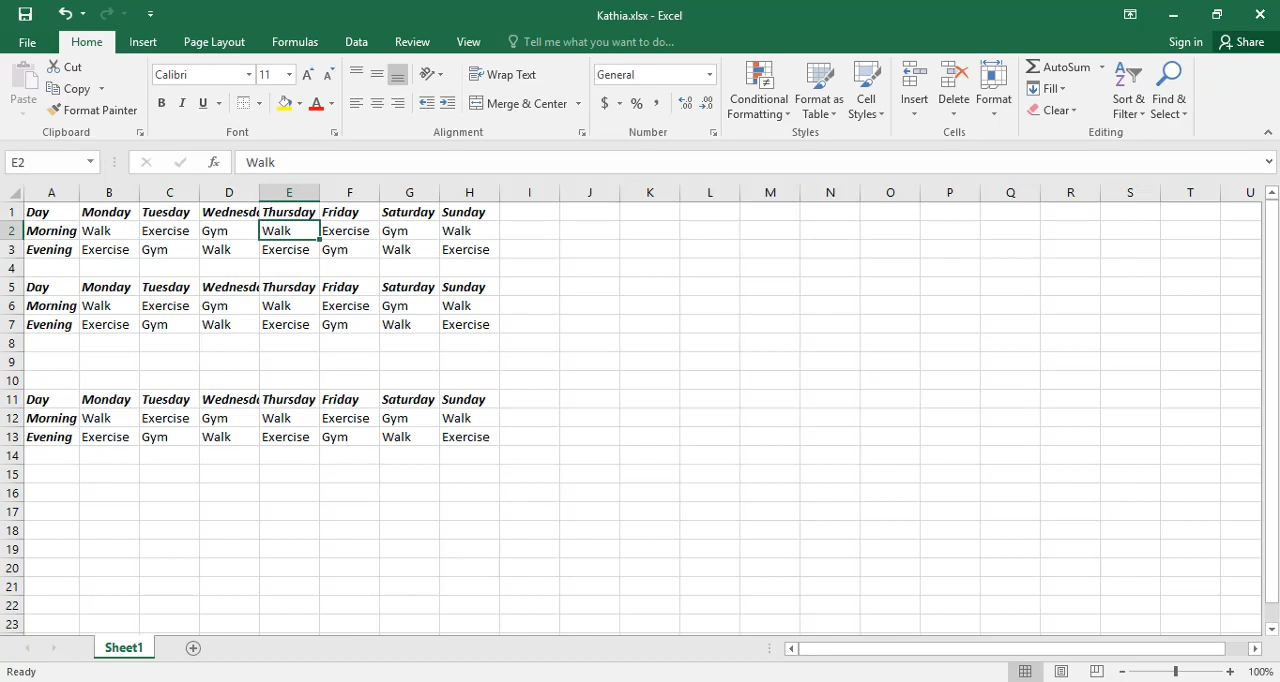 Kathia.xlsx - Excel
File Home Insert Page Layout Formulas Data Review View Tell me what you want to do... Sign in Share
Paste Cut Copy Format Painter Clipboard
Calibri 11 B I U A Font
Wrap Text Merge & Center Alignment
General $ % , Number
Conditional Formatting Format as Table Cell Styles Styles
Insert Delete Format Cells
AutoSum Fill Clear Sort & Filter Find & Select Editing
E2 fx Walk
A B C D E F G H I J K L M N O P Q R S T U
1 Day Monday Tuesday Wednesd Thursday Friday Saturday Sunday
2 Morning Walk Exercise Gym Walk Exercise Gym Walk
3 Evening Exercise Gym Walk Exercise Gym Walk Exercise
4
5 Day Monday Tuesday Wednesd Thursday Friday Saturday Sunday
6 Morning Walk Exercise Gym Walk Exercise Gym Walk
7 Evening Exercise Gym Walk Exercise Gym Walk Exercise
8
9
10
11 Day Monday Tuesday Wednesd Thursday Friday Saturday Sunday
12 Morning Walk Exercise Gym Walk Exercise Gym Walk
13 Evening Exercise Gym Walk Exercise Gym Walk Exercise
14
15
16
17
18
19
20
21
22
23
Sheet1
Ready 100%